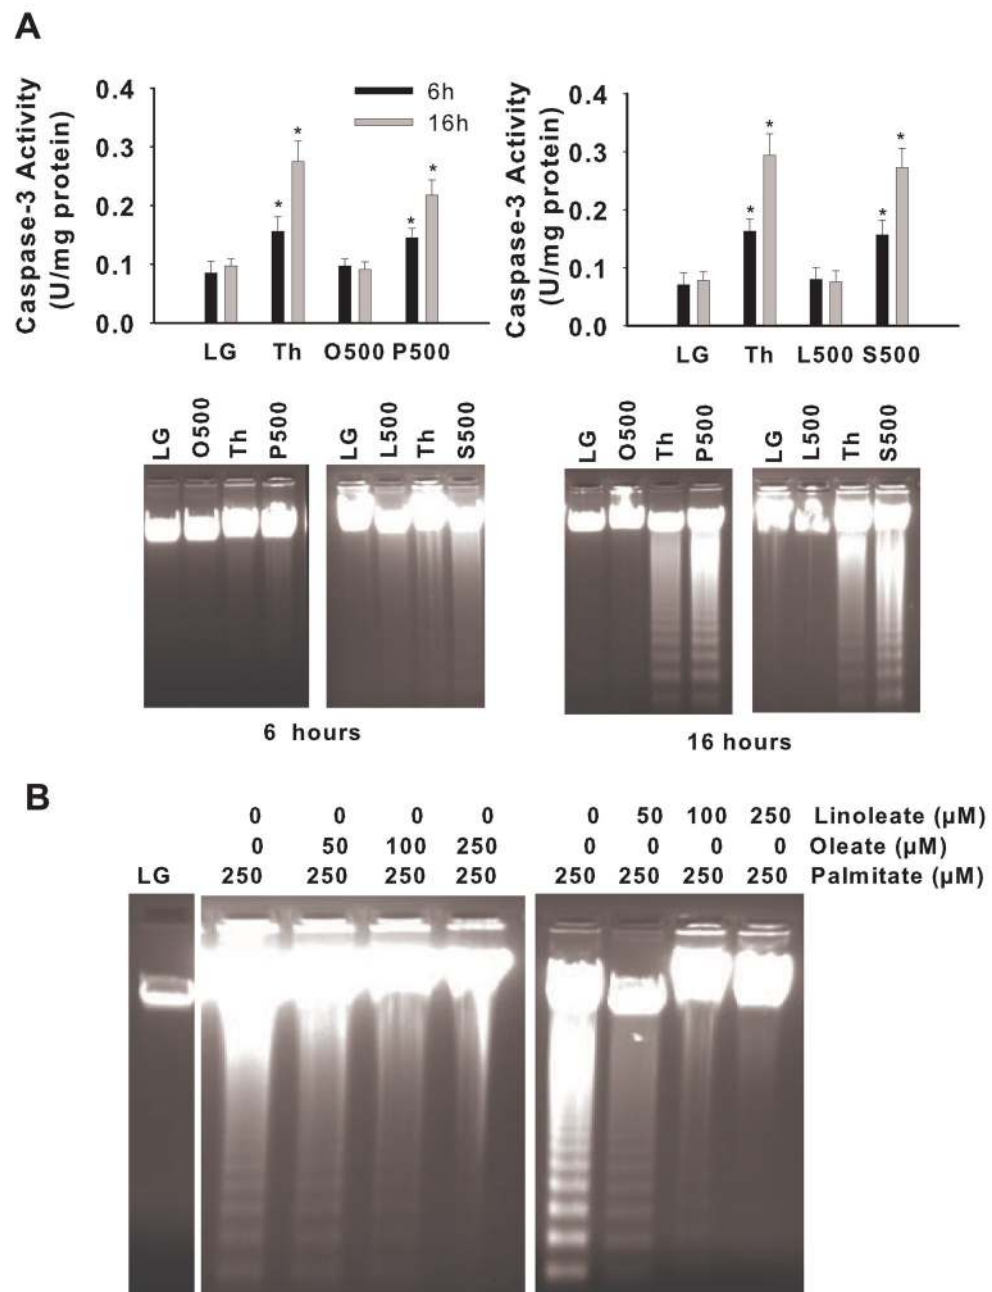 A
Caspase-3 Activity
(U/mg protein)
0.4
0.3
0.2
0.1
0.0
6h
16h
* * * *
LG Th O500 P500
Caspase-3 Activity
(U/mg protein)
0.4
0.3
0.2
0.1
0.0
* * * *
LG Th L500 S500
LG O500 Th P500
LG L500 Th S500
6 hours
LG O500 Th P500
LG L500 Th S500
16 hours
B
0 0 0 0 0 50 100 250 Linoleate (µM)
0 50 100 250 0 0 0 0 Oleate (µM)
LG 250 250 250 250 250 250 250 250 Palmitate (µM)